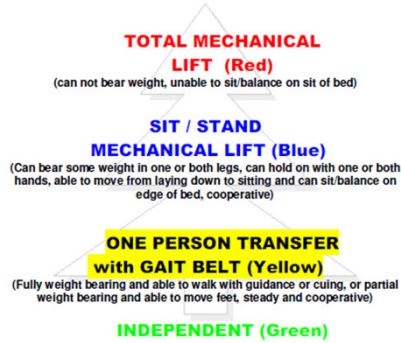 TOTAL MECHANICAL
LIFT (Red)
(can not bear weight, unable to sit/balance on sit of bed)
SIT / STAND
MECHANICAL LIFT (Blue)
(Can bear some weight in one or both legs, can hold on with one or both
hands, able to move from laying down to sitting and can sit/balance on
edge of bed, cooperative)
ONE PERSON TRANSFER
with GAIT BELT (Yellow)
(Fully weight bearing and able to walk with guidance or cuing, or partial
weight bearing and able to move feet, steady and cooperative)
INDEPENDENT (Green)